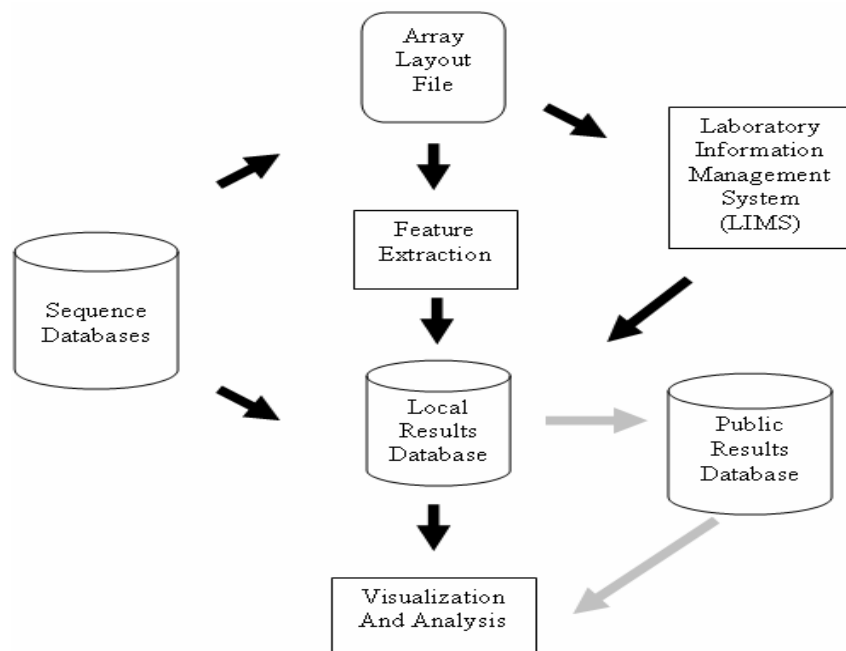 Array
Layout
File
Laboratory
Information
Management
System
(LIMS)
Feature
Extraction
Sequence
Databases
Local
Results
Database
Public
Results
Database
Visualization
And Analysis